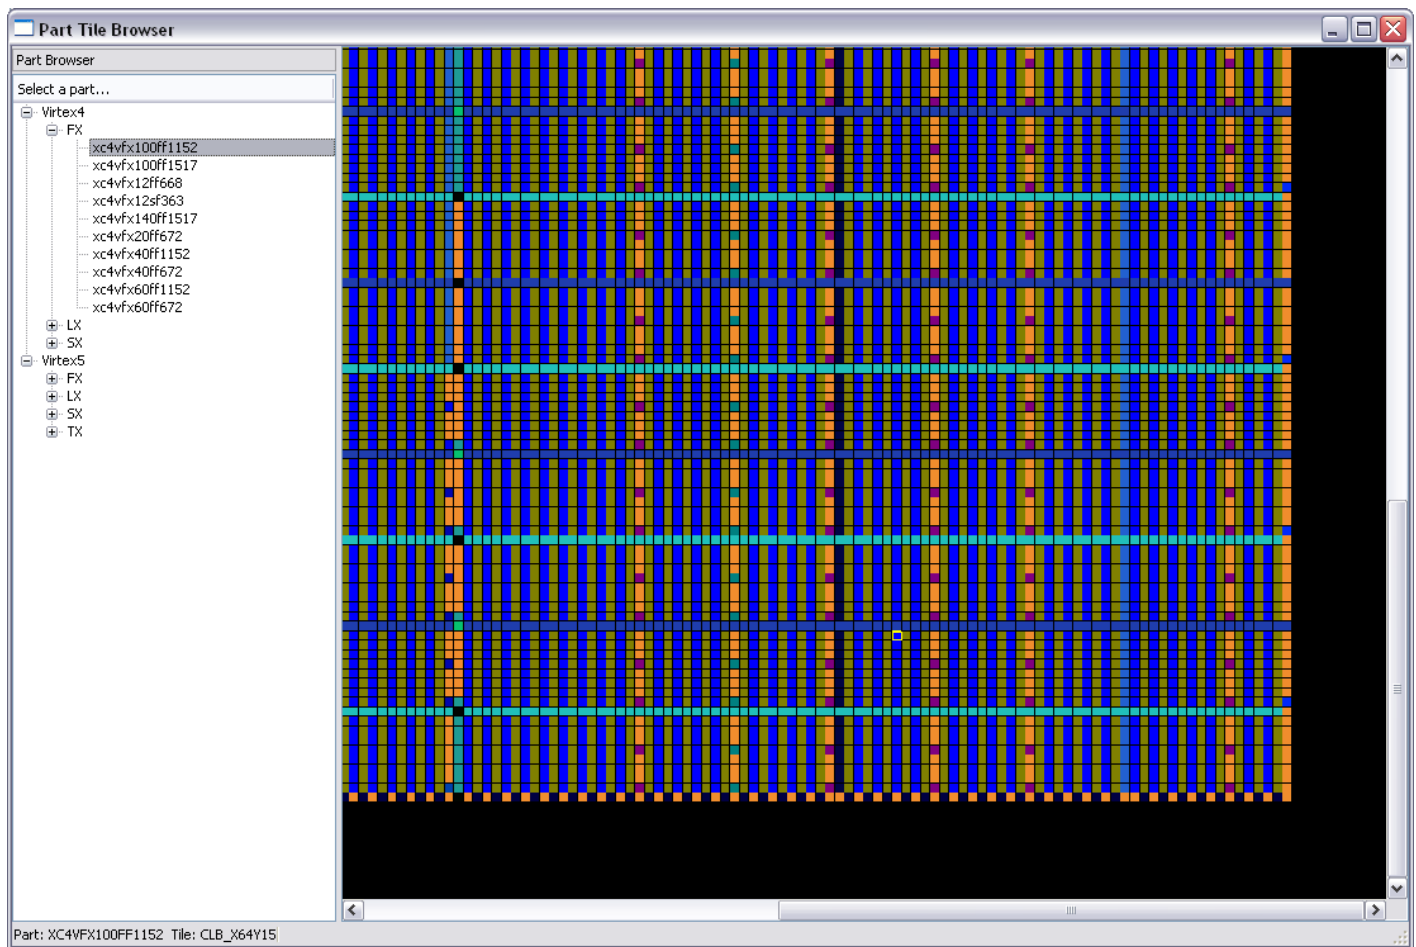 Part Tile Browser
Part Browser
Select a part...
Virtex4
FX
xc4vfx100ff1152
xc4vfx100ff1517
xc4vfx12ff668
xc4vfx12sf363
xc4vfx140ff1517
xc4vfx20ff672
xc4vfx40ff1152
xc4vfx40ff672
xc4vfx60ff1152
xc4vfx60ff672
LX
SX
Virtex5
FX
LX
SX
TX
Part: XC4VFX100FF1152 Tile: CLB_X64Y15